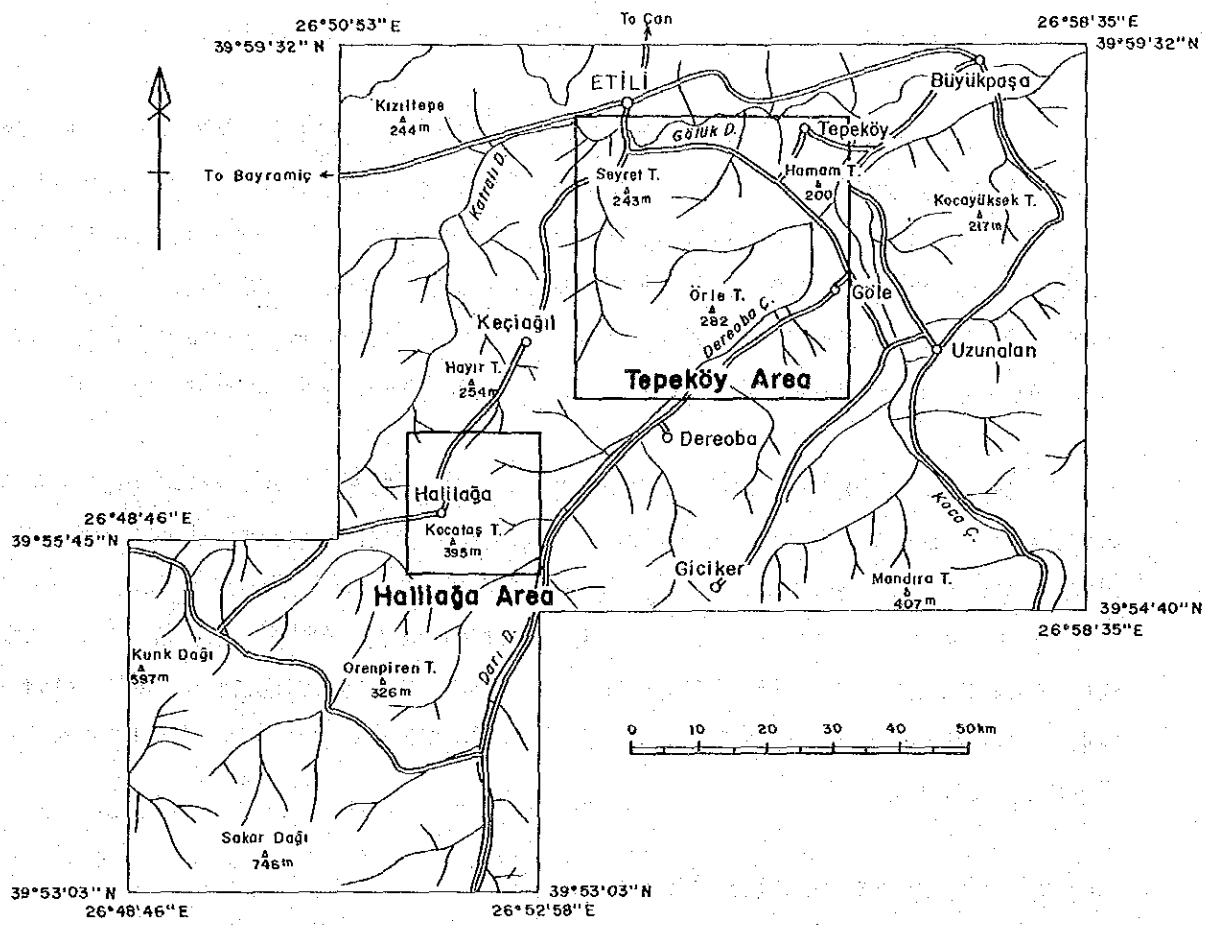 To Çan
26°50'53"E
26°58'35"E
39°59'32"N
39°59'32"N
Büyükpaşa
ETİLİ
Kızıltepe
244m
Gölük D.
Tepeköy
To Bayramiç
Katralı D.
Seyret T.
243m
Hamam T.
200
Kocayüksek T.
217m
Göle
Örle T.
282
Dereoba Ç.
Keçiağıl
Uzunalan
Hayır T.
254m
Tepeköy Area
Dereoba
Halilağa
26°48'46"E
Kocataş T.
395m
39°55'45"N
Koca Ç.
Giciker
Mandıra T.
407m
Halilağa Area
39°54'40"N
26°58'35"E
Darı D.
Kunk Dağı
597m
Orenpiren T.
326m
0 10 20 30 40 50km
Sakar Dağı
746m
39°53'03"N
39°53'03"N
26°48'46"E
26°52'58"E